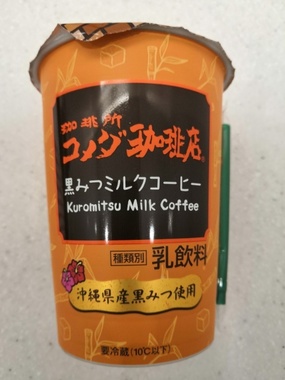 珈琲所
コメダ珈琲店®
黒みつミルクコーヒー
Kuromitsu Milk Coffee
種類別 乳飲料
沖縄県産黒みつ使用
要冷蔵(10℃以下)